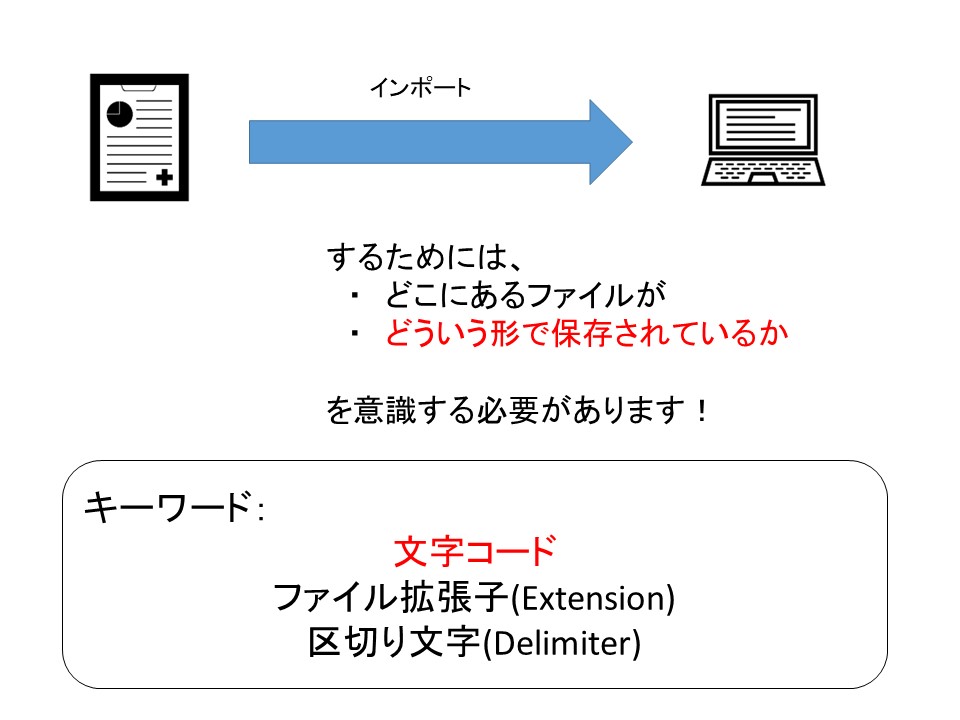 インポート
するためには、
・ どこにあるファイルが
・ どういう形で保存されているか
を意識する必要があります！
キーワード：
文字コード
ファイル拡張子(Extension)
区切り文字(Delimiter)